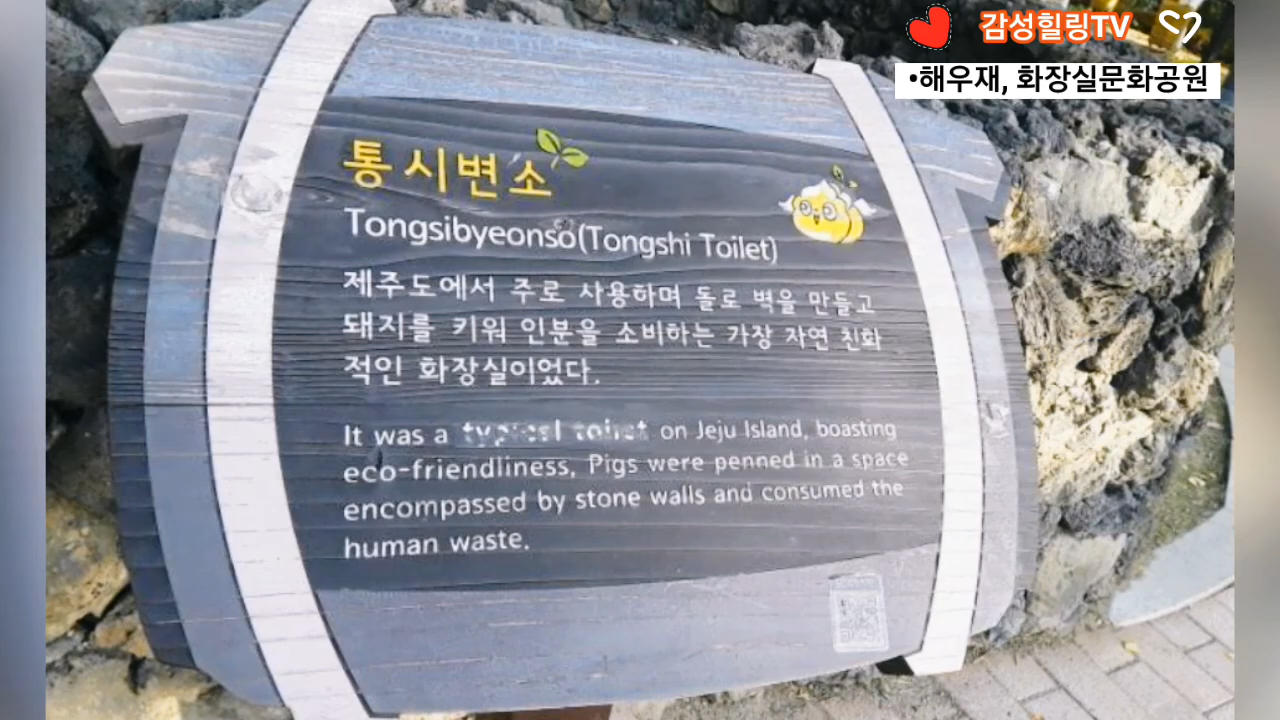 감성힐링TV
•해우재, 화장실문화공원
통시변소
Tongsibyeonso(Tongshi Toilet)
제주도에서 주로 사용하며 돌로 벽을 만들고
돼지를 키워 인분을 소비하는 가장 자연 친화
적인 화장실이었다.
It was a typical toilet on Jeju Island, boasting
eco-friendliness, Pigs were penned in a space
encompassed by stone walls and consumed the
human waste.